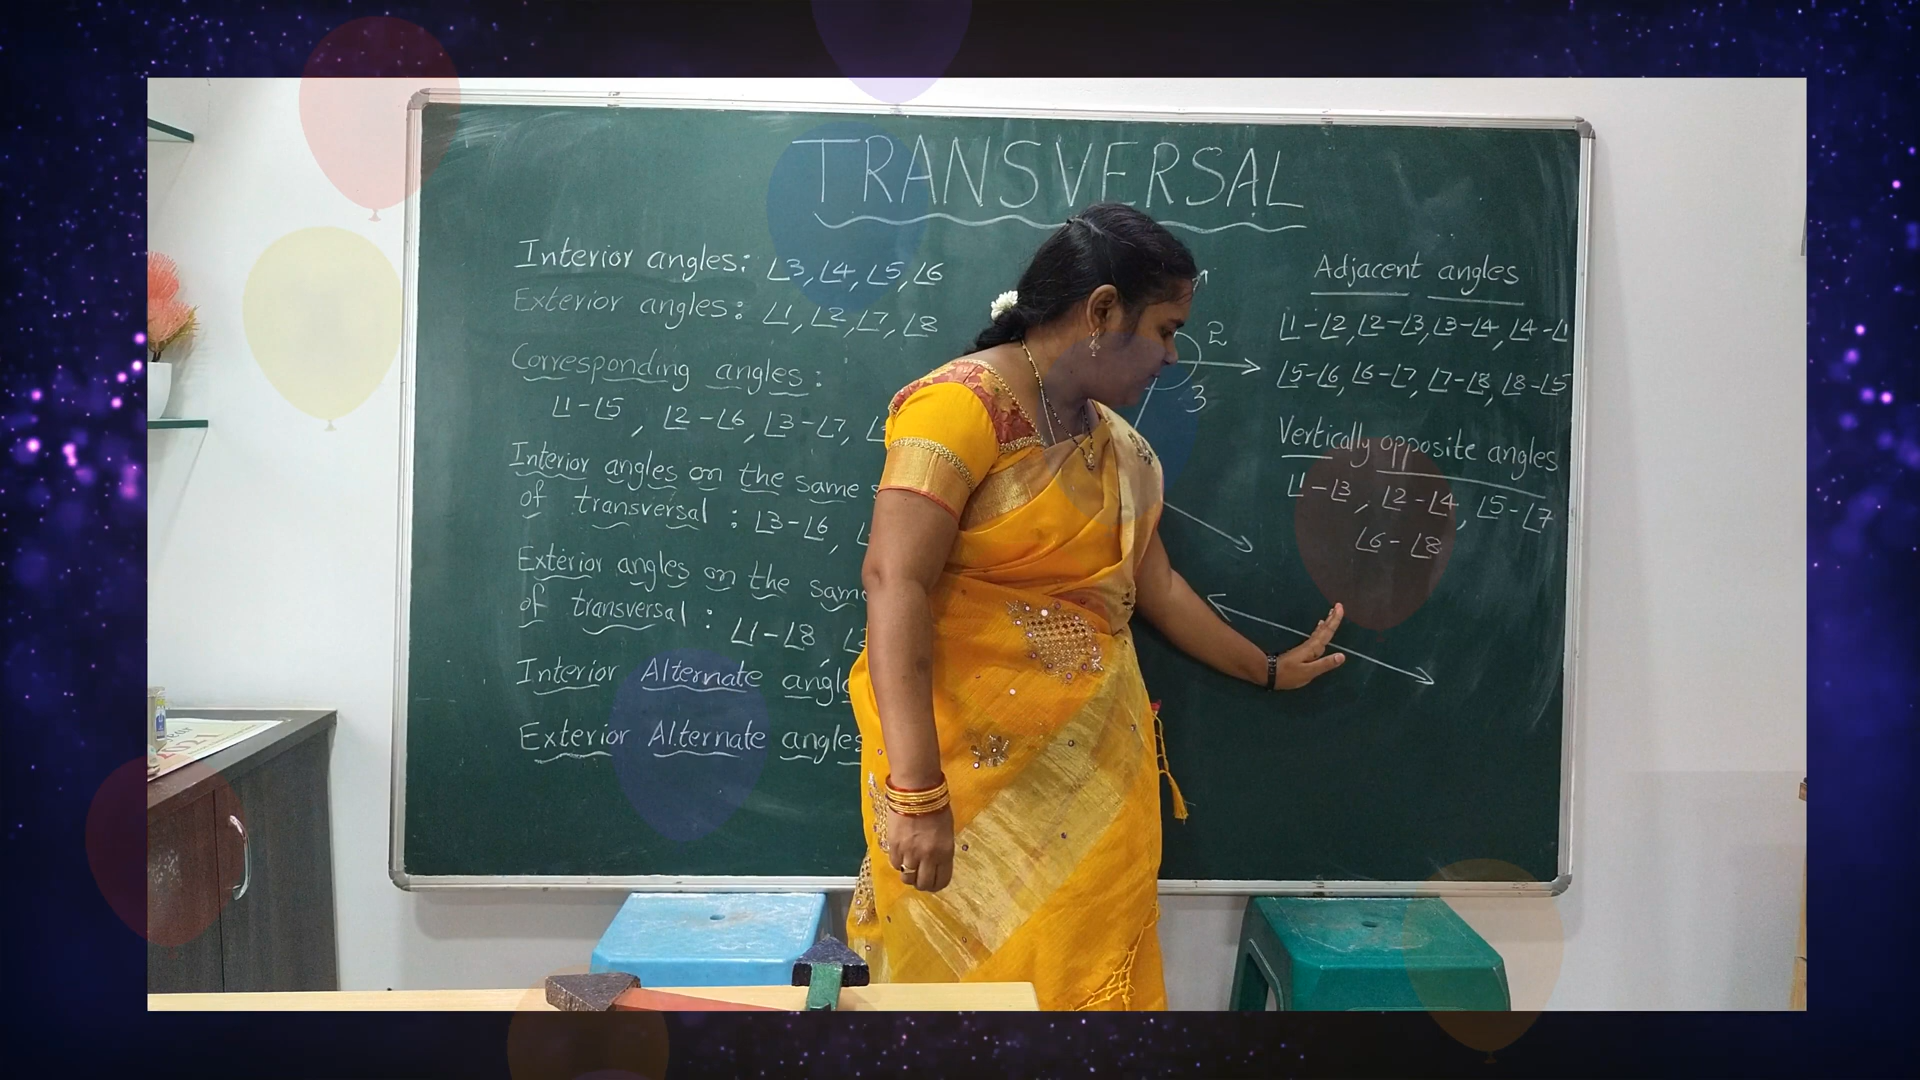 TRANSVERSAL
Interior angles: ∠3, ∠4, ∠5, ∠6
Exterior angles: ∠1, ∠2, ∠7, ∠8
Corresponding angles:
∠1-∠5, ∠2-∠6, ∠3-∠7,
Interior angles on the same
of transversal: ∠3-∠6,
Exterior angles on the same
of transversal: ∠1-∠8
Interior Alternate
Exterior Alternate angles
2
3
Adjacent angles
∠1-∠2, ∠2-∠3, ∠3-∠4, ∠4-∠1
∠5-∠6, ∠6-∠7, ∠7-∠8, ∠8-∠5
Vertically opposite angles
∠1-∠3, ∠2-∠4, ∠5-∠7
∠6-∠8
2021